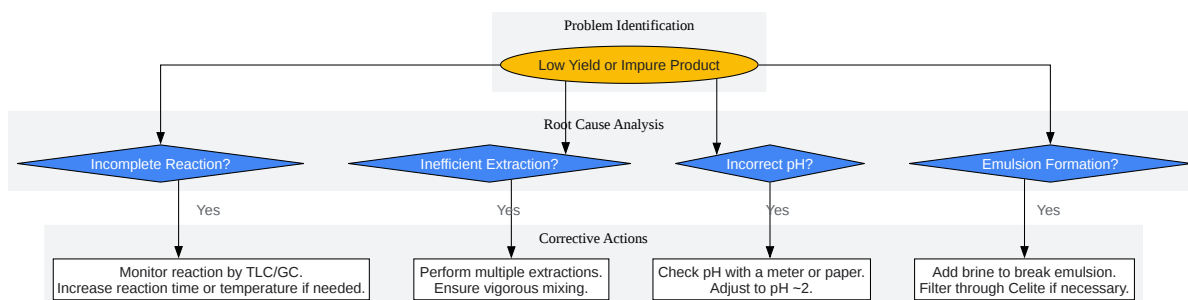 Problem Identification
Low Yield or Impure Product
Root Cause Analysis
Incomplete Reaction?
Inefficient Extraction?
Incorrect pH?
Emulsion Formation?
Yes
Yes
Yes
Yes
Corrective Actions
Monitor reaction by TLC/GC.
Increase reaction time or temperature if needed.
Perform multiple extractions.
Ensure vigorous mixing.
Check pH with a meter or paper.
Adjust to pH ~2.
Add brine to break emulsion.
Filter through Celite if necessary.